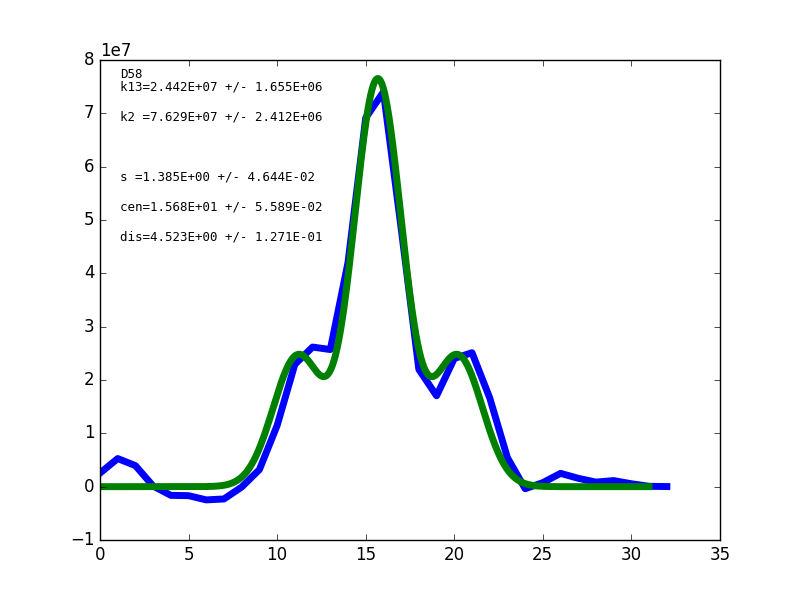 1e7
D58
k13=2.442E+07 +/- 1.655E+06
k2 =7.629E+07 +/- 2.412E+06
s =1.385E+00 +/- 4.644E-02
cen=1.568E+01 +/- 5.589E-02
dis=4.523E+00 +/- 1.271E-01
8
7
6
5
4
3
2
1
0
−1
0 5 10 15 20 25 30 35